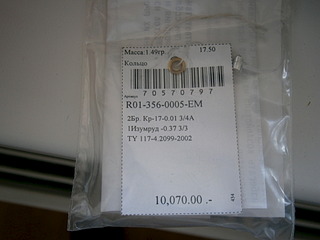 Масса:1.49гр. 17.50
Кольцо
70570797
Артикул
R01-356-0005-EM
2Бр. Кр-17-0.01 3/4А
1Изумруд -0.37 3/3
ТУ 117-4.2099-2002
10,070.00 .-